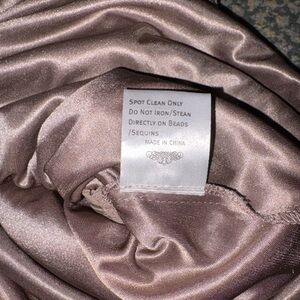 SPOT CLEAN ONLY
DO NOT IRON/STEAN
DIRECTLY ON BEADS
/SEQUINS
MADE IN CHINA